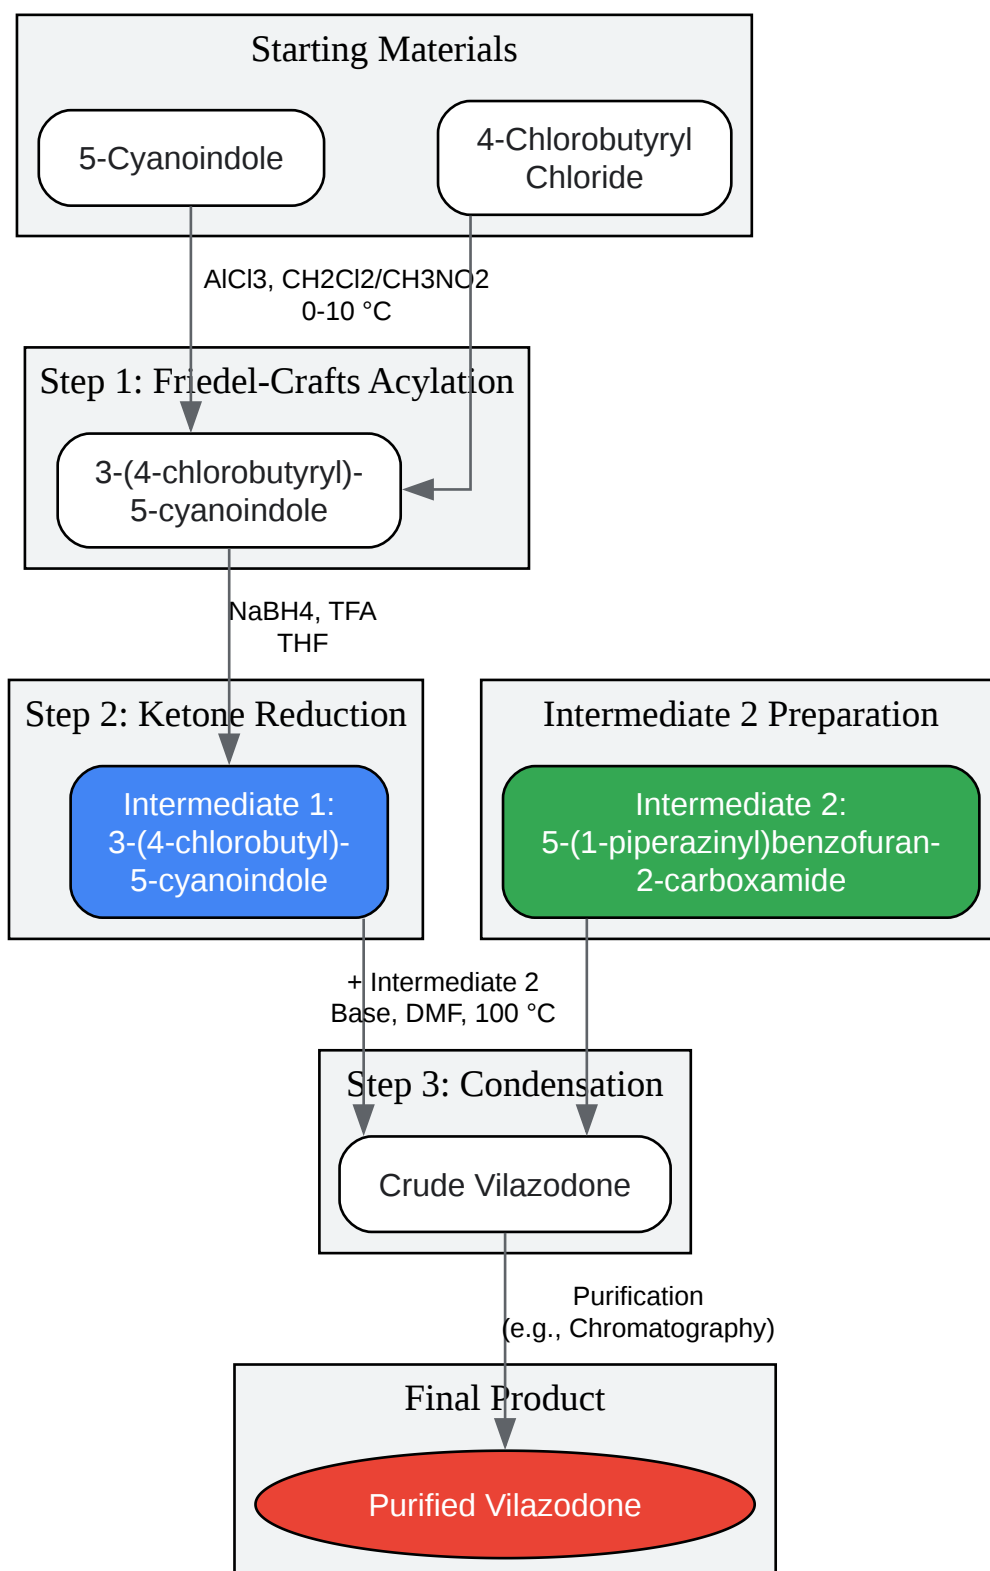 Starting Materials
5-Cyanoindole
4-Chlorobutyryl
Chloride
AlCl3, CH2Cl2/CH3NO2
0-10 °C
Step 1: Friedel-Crafts Acylation
3-(4-chlorobutyryl)-
5-cyanoindole
NaBH4, TFA
THF
Step 2: Ketone Reduction
Intermediate 1:
3-(4-chlorobutyl)-
5-cyanoindole
Intermediate 2 Preparation
Intermediate 2:
5-(1-piperazinyl)benzofuran-
2-carboxamide
+ Intermediate 2
Base, DMF, 100 °C
Step 3: Condensation
Crude Vilazodone
Purification
(e.g., Chromatography)
Final Product
Purified Vilazodone